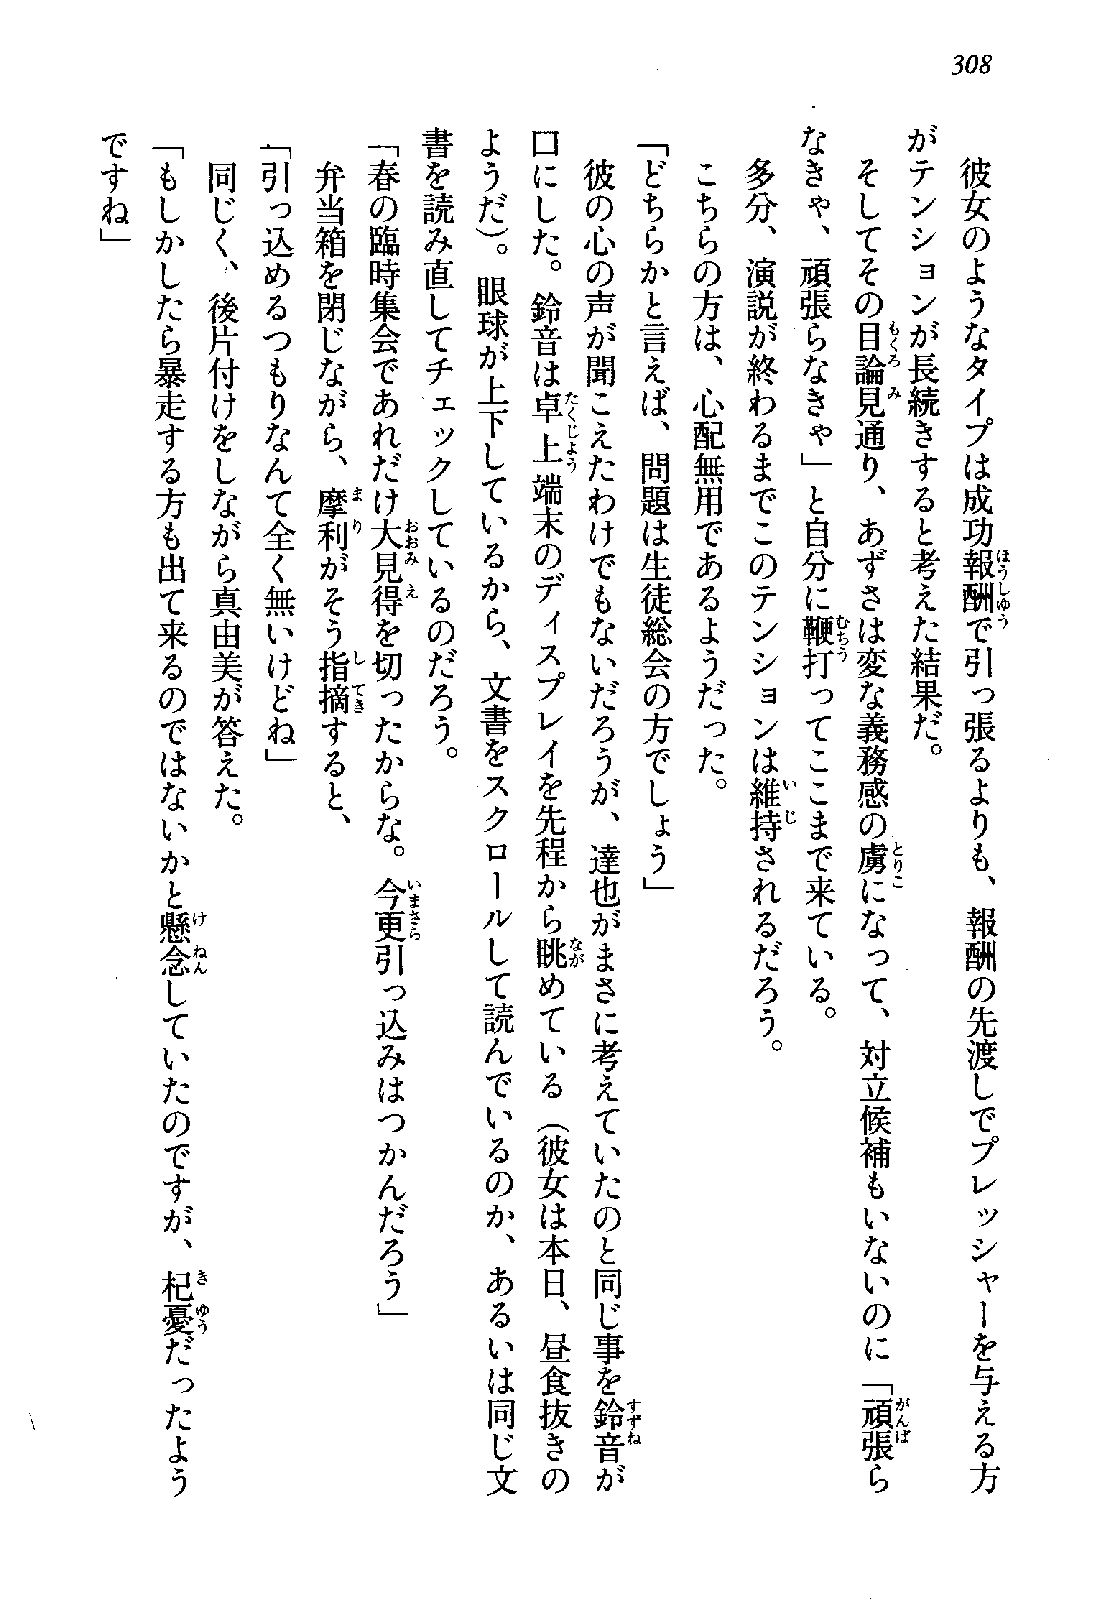 308
彼女のようなタイプは成功報酬で引っ張るよりも、報酬の先渡しでプレッシャーを与える方
がテンションが長続きすると考えた結果だ。
そしてその目論見通り、あずさは変な義務感の虜になって、対立候補もいないのに「頑張ら
なきゃ、頑張らなきゃ」と自分に鞭打ってここまで来ている。
多分、演説が終わるまでこのテンションは維持されるだろう。
こちらの方は、心配無用であるようだった。
「どちらかと言えば、問題は生徒総会の方でしょう」
彼の心の声が聞こえたわけでもないだろうが、達也がまさに考えていたのと同じ事を鈴音が
口にした。鈴音は卓上端末のディスプレイを先程から眺めている（彼女は本日、昼食抜きの
ようだ）。眼球が上下しているから、文書をスクロールして読んでいるのか、あるいは同じ文
書を読み直してチェックしているのだろう。
「春の臨時集会であれだけ大見得を切ったからな。今更引っ込みはつかんだろう」
弁当箱を閉じながら、摩利がそう指摘すると、
「引っ込めるつもりなんて全く無いけどね」
同じく、後片付けをしながら真由美が答えた。
「もしかしたら暴走する方も出て来るのではないかと懸念していたのですが、杞憂だったよう
ですね」